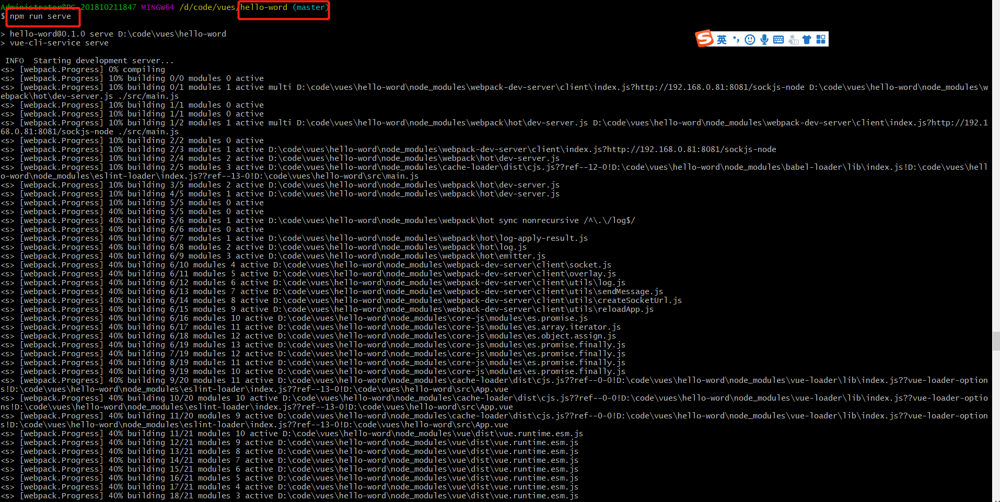 Administrator@PC-201810211847 MINGW64 /d/code/vues/hello-word (master)
$ npm run serve
> hello-word@0.1.0 serve D:\code\vues\hello-word
> vue-cli-service serve
英
INFO  Starting development server...
<s> [webpack.Progress] 0% compiling
<s> [webpack.Progress] 10% building 0/0 modules 0 active
<s> [webpack.Progress] 10% building 0/1 modules 1 active multi D:\code\vues\hello-word\node_modules\webpack-dev-server\client\index.js?http://192.168.0.81:8081/sockjs-node D:\code\vues\hello-word\node_modules\w
ebpack\hot\dev-server.js ./src/main.js
<s> [webpack.Progress] 10% building 1/1 modules 0 active
<s> [webpack.Progress] 10% building 1/1 modules 0 active
<s> [webpack.Progress] 10% building 1/2 modules 1 active multi D:\code\vues\hello-word\node_modules\webpack\hot\dev-server.js D:\code\vues\hello-word\node_modules\webpack-dev-server\client\index.js?http://192.1
68.0.81:8081/sockjs-node ./src/main.js
<s> [webpack.Progress] 10% building 2/2 modules 0 active
<s> [webpack.Progress] 10% building 2/3 modules 1 active D:\code\vues\hello-word\node_modules\webpack-dev-server\client\index.js?http://192.168.0.81:8081/sockjs-node
<s> [webpack.Progress] 10% building 2/4 modules 2 active D:\code\vues\hello-word\node_modules\webpack\hot\dev-server.js
<s> [webpack.Progress] 10% building 2/5 modules 3 active D:\code\vues\hello-word\node_modules\cache-loader\dist\cjs.js??ref--12-0!D:\code\vues\hello-word\node_modules\babel-loader\lib\index.js!D:\code\vues\hell
o-word\node_modules\eslint-loader\index.js??ref--13-0!D:\code\vues\hello-word\src\main.js
<s> [webpack.Progress] 10% building 3/5 modules 2 active D:\code\vues\hello-word\node_modules\webpack\hot\dev-server.js
<s> [webpack.Progress] 10% building 4/5 modules 1 active D:\code\vues\hello-word\node_modules\webpack\hot\dev-server.js
<s> [webpack.Progress] 10% building 5/5 modules 0 active
<s> [webpack.Progress] 40% building 5/5 modules 0 active
<s> [webpack.Progress] 40% building 5/6 modules 1 active D:\code\vues\hello-word\node_modules\webpack\hot sync nonrecursive /^\.\/log$/
<s> [webpack.Progress] 40% building 6/6 modules 0 active
<s> [webpack.Progress] 40% building 6/7 modules 1 active D:\code\vues\hello-word\node_modules\webpack\hot\log-apply-result.js
<s> [webpack.Progress] 40% building 6/8 modules 2 active D:\code\vues\hello-word\node_modules\webpack\hot\log.js
<s> [webpack.Progress] 40% building 6/9 modules 3 active D:\code\vues\hello-word\node_modules\webpack\hot\emitter.js
<s> [webpack.Progress] 40% building 6/10 modules 4 active D:\code\vues\hello-word\node_modules\webpack-dev-server\client\socket.js
<s> [webpack.Progress] 40% building 6/11 modules 5 active D:\code\vues\hello-word\node_modules\webpack-dev-server\client\overlay.js
<s> [webpack.Progress] 40% building 6/12 modules 6 active D:\code\vues\hello-word\node_modules\webpack-dev-server\client\utils\log.js
<s> [webpack.Progress] 40% building 6/13 modules 7 active D:\code\vues\hello-word\node_modules\webpack-dev-server\client\utils\sendMessage.js
<s> [webpack.Progress] 40% building 6/14 modules 8 active D:\code\vues\hello-word\node_modules\webpack-dev-server\client\utils\createSocketUrl.js
<s> [webpack.Progress] 40% building 6/15 modules 9 active D:\code\vues\hello-word\node_modules\webpack-dev-server\client\utils\reloadApp.js
<s> [webpack.Progress] 40% building 6/16 modules 10 active D:\code\vues\hello-word\node_modules\core-js\modules\es.promise.js
<s> [webpack.Progress] 40% building 6/17 modules 11 active D:\code\vues\hello-word\node_modules\core-js\modules\es.array.iterator.js
<s> [webpack.Progress] 40% building 6/18 modules 12 active D:\code\vues\hello-word\node_modules\core-js\modules\es.object.assign.js
<s> [webpack.Progress] 40% building 6/19 modules 13 active D:\code\vues\hello-word\node_modules\core-js\modules\es.promise.finally.js
<s> [webpack.Progress] 40% building 7/19 modules 12 active D:\code\vues\hello-word\node_modules\core-js\modules\es.promise.finally.js
<s> [webpack.Progress] 40% building 8/19 modules 11 active D:\code\vues\hello-word\node_modules\core-js\modules\es.promise.finally.js
<s> [webpack.Progress] 40% building 9/19 modules 10 active D:\code\vues\hello-word\node_modules\core-js\modules\es.promise.finally.js
<s> [webpack.Progress] 40% building 9/20 modules 11 active D:\code\vues\hello-word\node_modules\cache-loader\dist\cjs.js??ref--0-0!D:\code\vues\hello-word\node_modules\vue-loader\lib\index.js??vue-loader-option
s!D:\code\vues\hello-word\node_modules\eslint-loader\index.js??ref--13-0!D:\code\vues\hello-word\src\App.vue
<s> [webpack.Progress] 40% building 10/20 modules 10 active D:\code\vues\hello-word\node_modules\cache-loader\dist\cjs.js??ref--0-0!D:\code\vues\hello-word\node_modules\vue-loader\lib\index.js??vue-loader-optio
ns!D:\code\vues\hello-word\node_modules\eslint-loader\index.js??ref--13-0!D:\code\vues\hello-word\src\App.vue
<s> [webpack.Progress] 40% building 11/20 modules 9 active D:\code\vues\hello-word\node_modules\cache-loader\dist\cjs.js??ref--0-0!D:\code\vues\hello-word\node_modules\vue-loader\lib\index.js??vue-loader-option
s!D:\code\vues\hello-word\node_modules\eslint-loader\index.js??ref--13-0!D:\code\vues\hello-word\src\App.vue
<s> [webpack.Progress] 40% building 11/21 modules 10 active D:\code\vues\hello-word\node_modules\vue\dist\vue.runtime.esm.js
<s> [webpack.Progress] 40% building 12/21 modules 9 active D:\code\vues\hello-word\node_modules\vue\dist\vue.runtime.esm.js
<s> [webpack.Progress] 40% building 13/21 modules 8 active D:\code\vues\hello-word\node_modules\vue\dist\vue.runtime.esm.js
<s> [webpack.Progress] 40% building 14/21 modules 7 active D:\code\vues\hello-word\node_modules\vue\dist\vue.runtime.esm.js
<s> [webpack.Progress] 40% building 15/21 modules 6 active D:\code\vues\hello-word\node_modules\vue\dist\vue.runtime.esm.js
<s> [webpack.Progress] 40% building 16/21 modules 5 active D:\code\vues\hello-word\node_modules\vue\dist\vue.runtime.esm.js
<s> [webpack.Progress] 40% building 17/21 modules 4 active D:\code\vues\hello-word\node_modules\vue\dist\vue.runtime.esm.js
<s> [webpack.Progress] 40% building 18/21 modules 3 active D:\code\vues\hello-word\node_modules\vue\dist\vue.runtime.esm.js